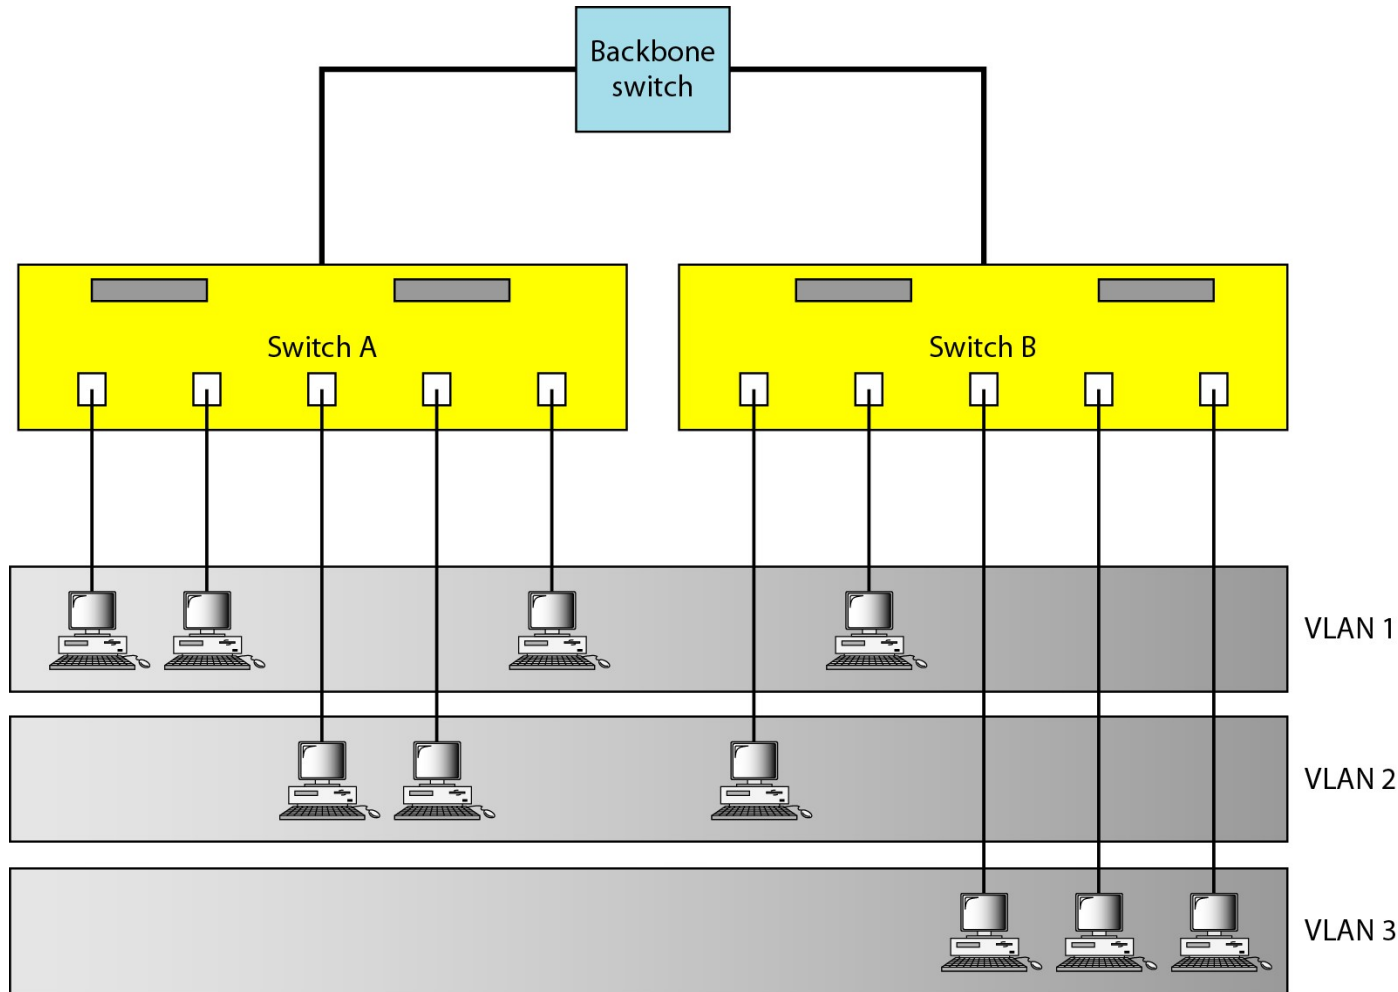 Backbone
switch
Switch A
Switch B
VLAN 1
VLAN 2
VLAN 3